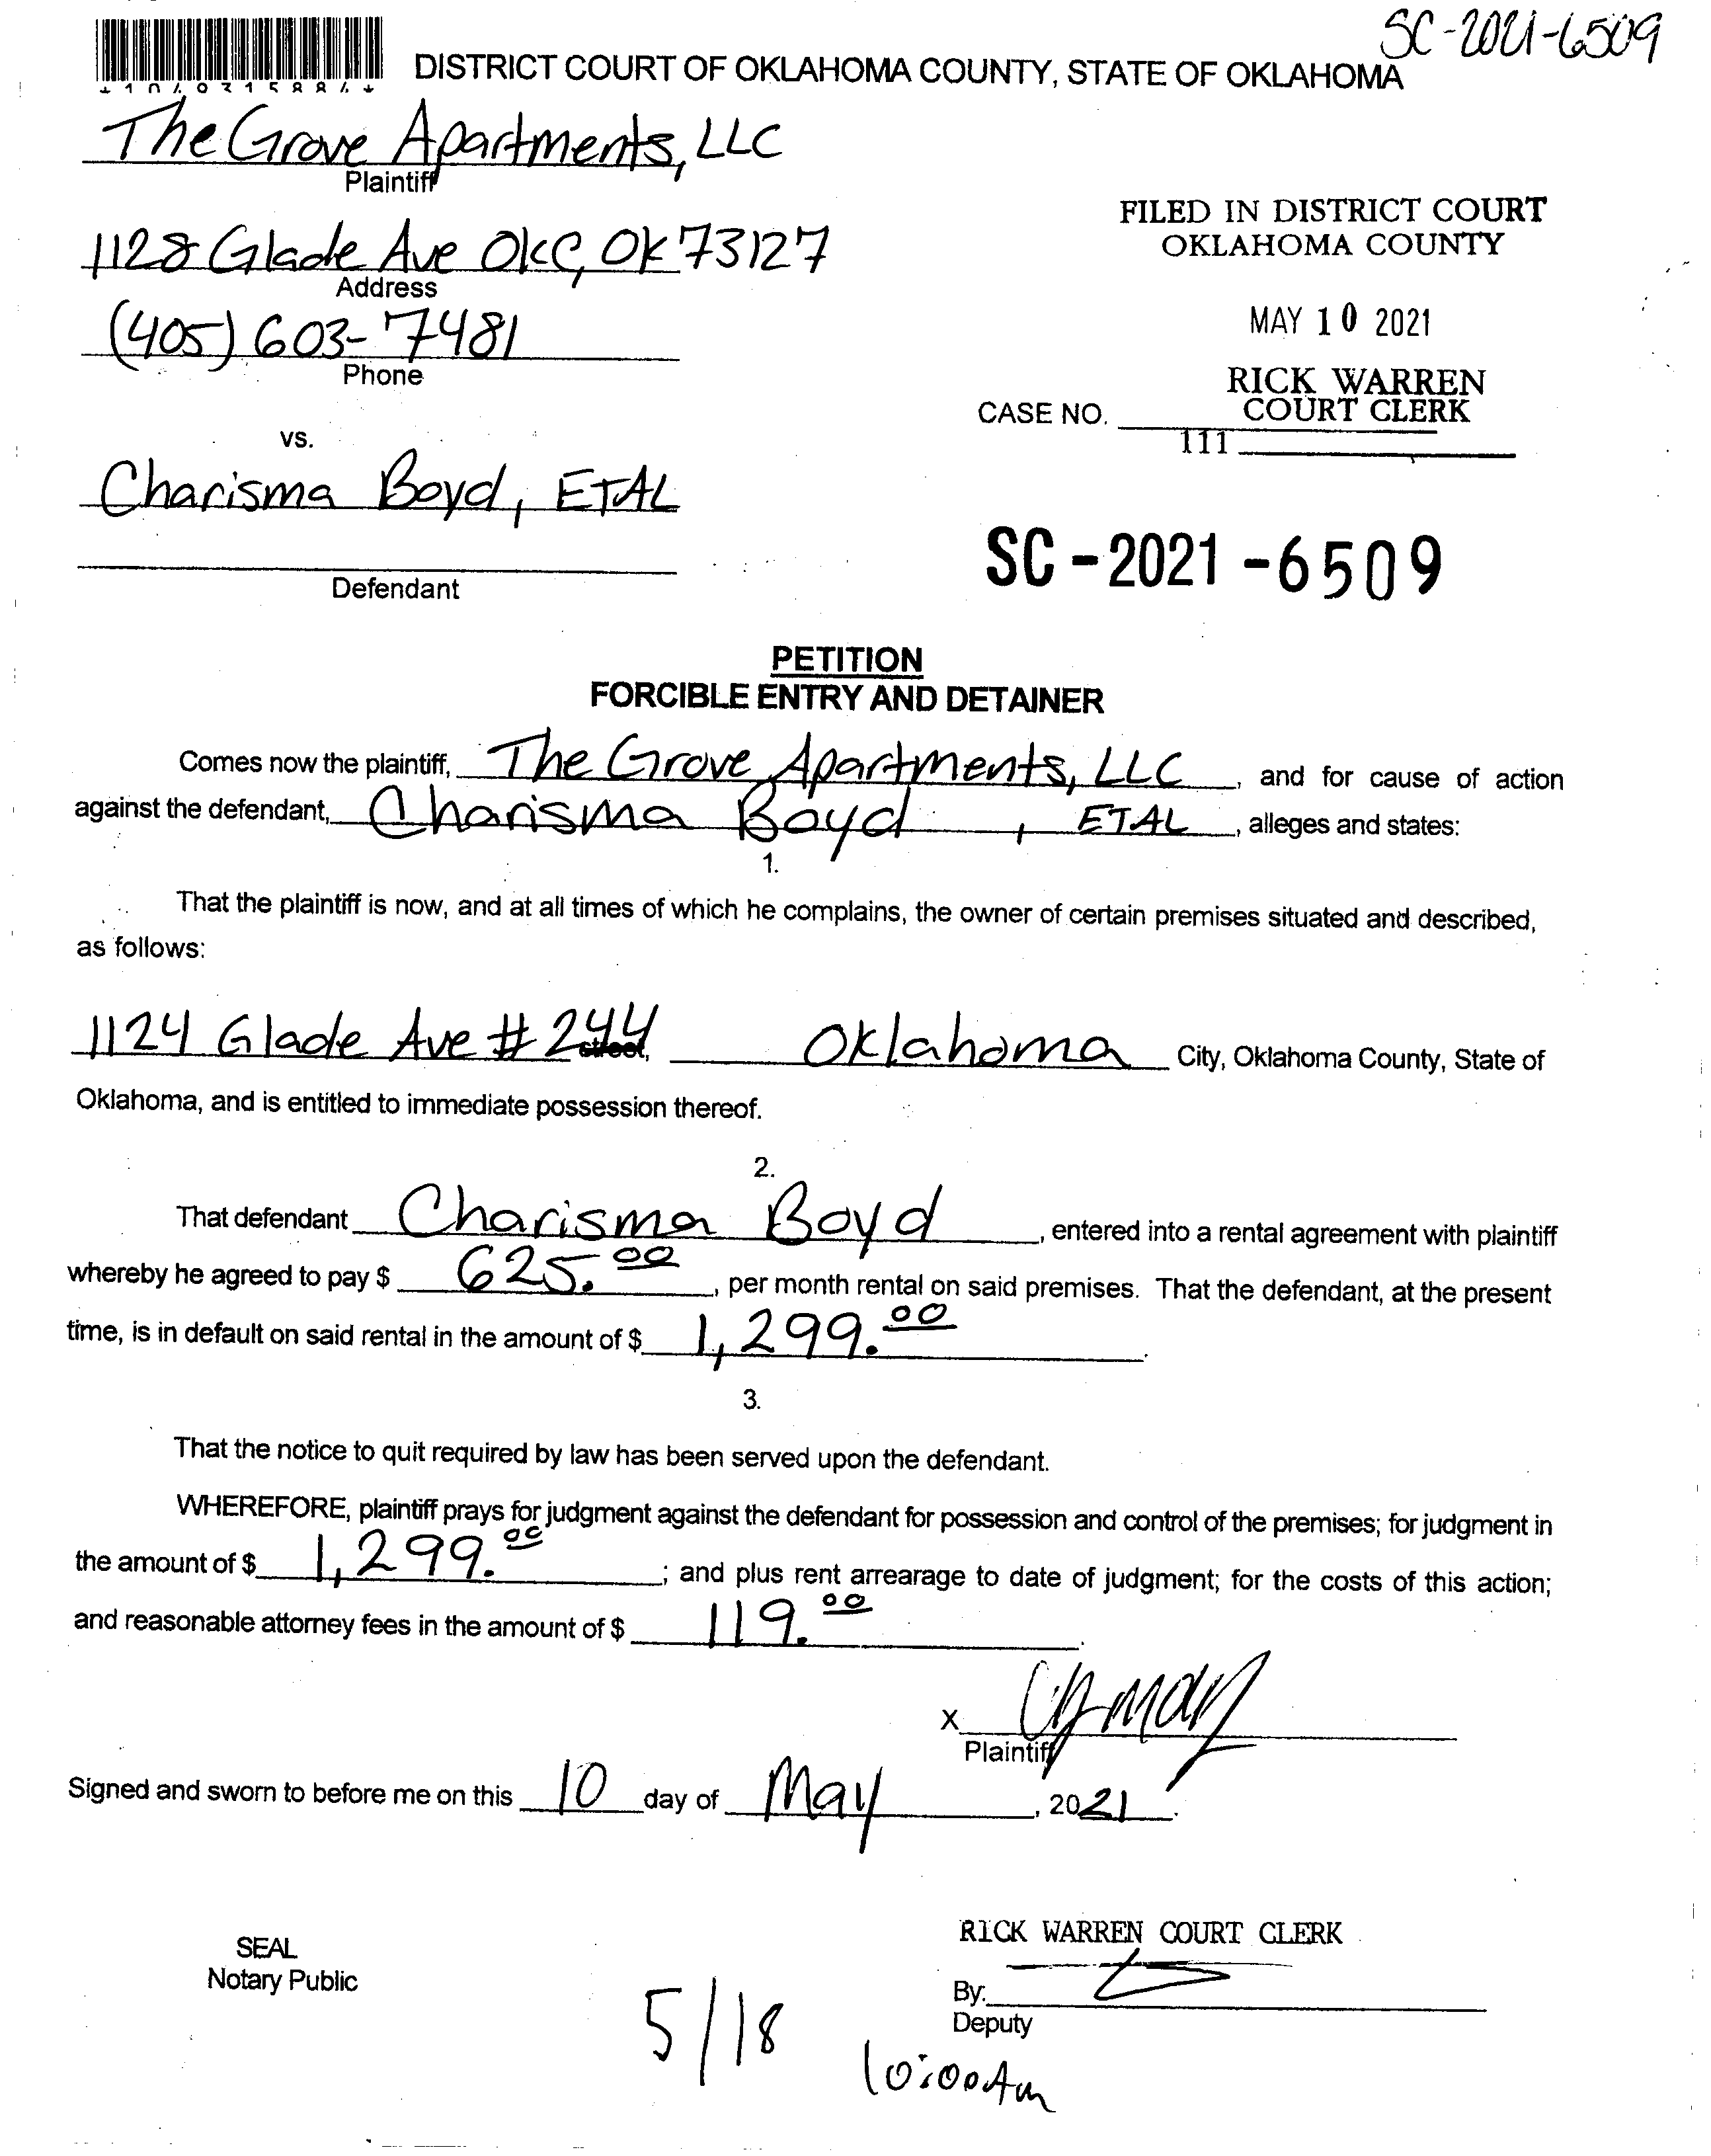 SC-2021-6509
DISTRICT COURT OF OKLAHOMA COUNTY, STATE OF OKLAHOMA
The Grove Apartments, LLC
Plaintiff
1128 Glade Ave OKC, OK 73127
Address
(405) 603-7481
Phone
FILED IN DISTRICT COURT
OKLAHOMA COUNTY
MAY 10 2021
RICK WARREN
COURT CLERK
CASE NO.
111
vs.
Charisma Boyd, ETAL
Defendant
SC-2021-6509
PETITION
FORCIBLE ENTRY AND DETAINER
Comes now the plaintiff, The Grove Apartments, LLC, and for cause of action
against the defendant, Charisma Boyd, ETAL, alleges and states:
1.
That the plaintiff is now, and at all times of which he complains, the owner of certain premises situated and described,
as follows:
1124 Glade Ave # 244 street, Oklahoma City, Oklahoma County, State of
Oklahoma, and is entitled to immediate possession thereof.
2.
That defendant Charisma Boyd, entered into a rental agreement with plaintiff
whereby he agreed to pay $ 625.00, per month rental on said premises. That the defendant, at the present
time, is in default on said rental in the amount of $ 1,299.00.
3.
That the notice to quit required by law has been served upon the defendant.
WHEREFORE, plaintiff prays for judgment against the defendant for possession and control of the premises; for judgment in
the amount of $ 1,299.00; and plus rent arrearage to date of judgment; for the costs of this action;
and reasonable attorney fees in the amount of $ 119.00.
X
Plaintiff
Signed and sworn to before me on this 10 day of May, 2021.
SEAL
Notary Public
RICK WARREN COURT CLERK
By:
Deputy
5/18
10:00Am